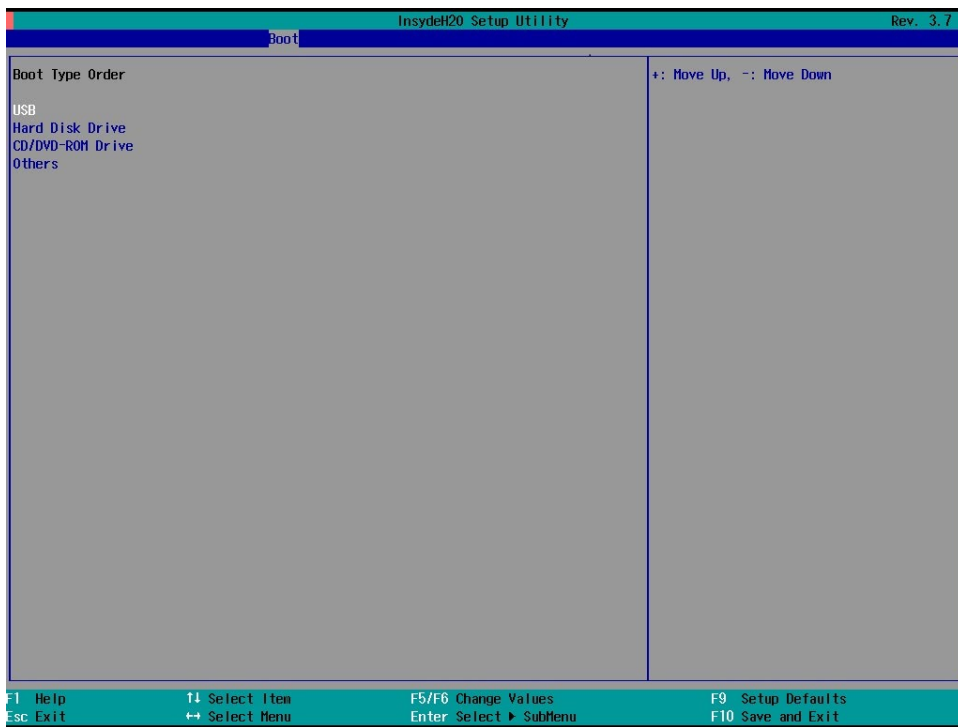 InsydeH20 Setup Utility Rev. 3.7
Boot
Boot Type Order
+: Move Up, -: Move Down
USB
Hard Disk Drive
CD/DVD-ROM Drive
Others
F1 Help ↑↓ Select Item F5/F6 Change Values F9 Setup Defaults
Esc Exit ↔ Select Menu Enter Select ▶ SubMenu F10 Save and Exit